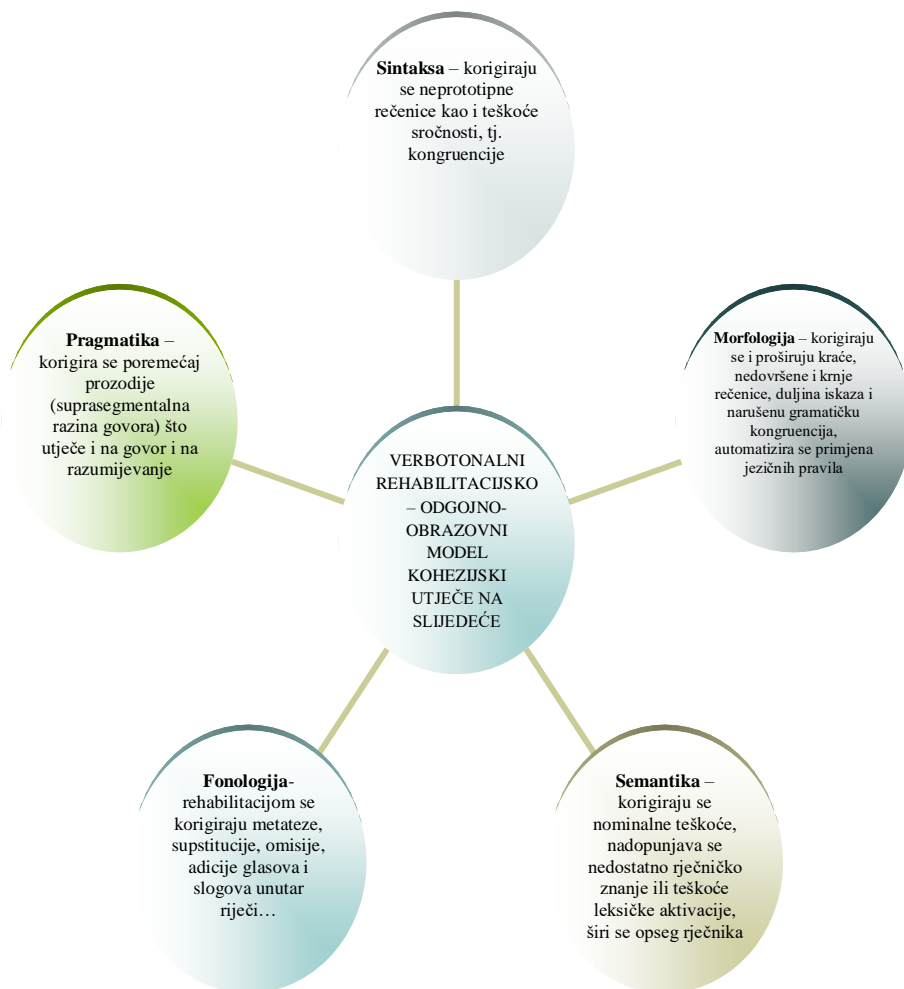 Sintaksa – korigiraju
se neprototipne
rečenice kao i teškoće
sročnosti, tj.
kongruencije
Pragmatika –
korigira se poremećaj
prozodije
(suprasegmentalna
razina govora) što
utječe i na govor i na
razumijevanje
Morfologija – korigiraju
se i proširuju kraće,
nedovršene i krnje
rečenice, duljina iskaza i
narušenu gramatičku
kongruencija,
automatizira se primjena
jezičnih pravila
VERBOTONALNI
REHABILITACIJSKO
– ODGOJNO-
OBRAZOVNI
MODEL
KOHEZIJSKI
UTJEČE NA
SLIJEDEĆE
Fonologija-
rehabilitacijom se
korigiraju metateze,
supstitucije, omisije,
adicije glasova i
slogova unutar
riječi…
Semantika –
korigiraju se
nominalne teškoće,
nadopunjava se
nedostatno rječničko
znanje ili teškoće
leksičke aktivacije,
širi se opseg rječnika